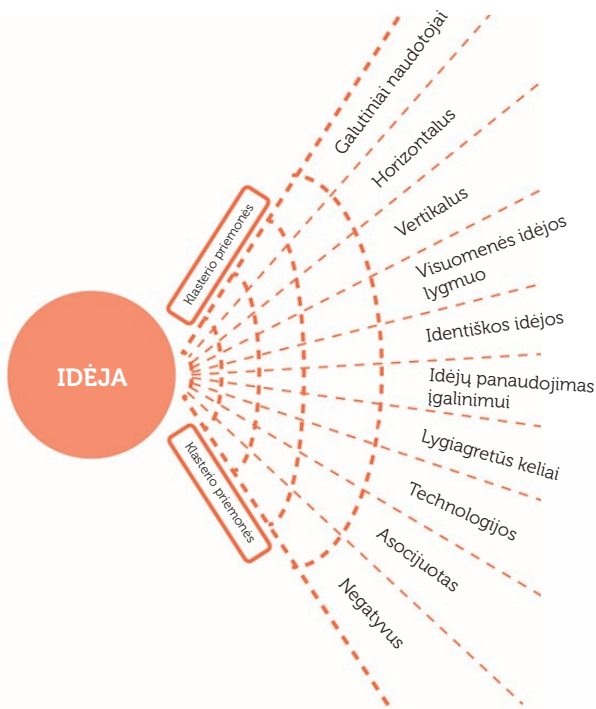 Galutiniai naudotojai
Horizontalus
Vertikalus
Klasterio priemonės
Visuomenės idėjos
lygmuo
Identiškos idėjos
IDĖJA
Idėjų panaudojimas
įgalinimui
Lygiagretūs keliai
Klasterio priemonės
Technologijos
Asocijuotas
Negatyvus